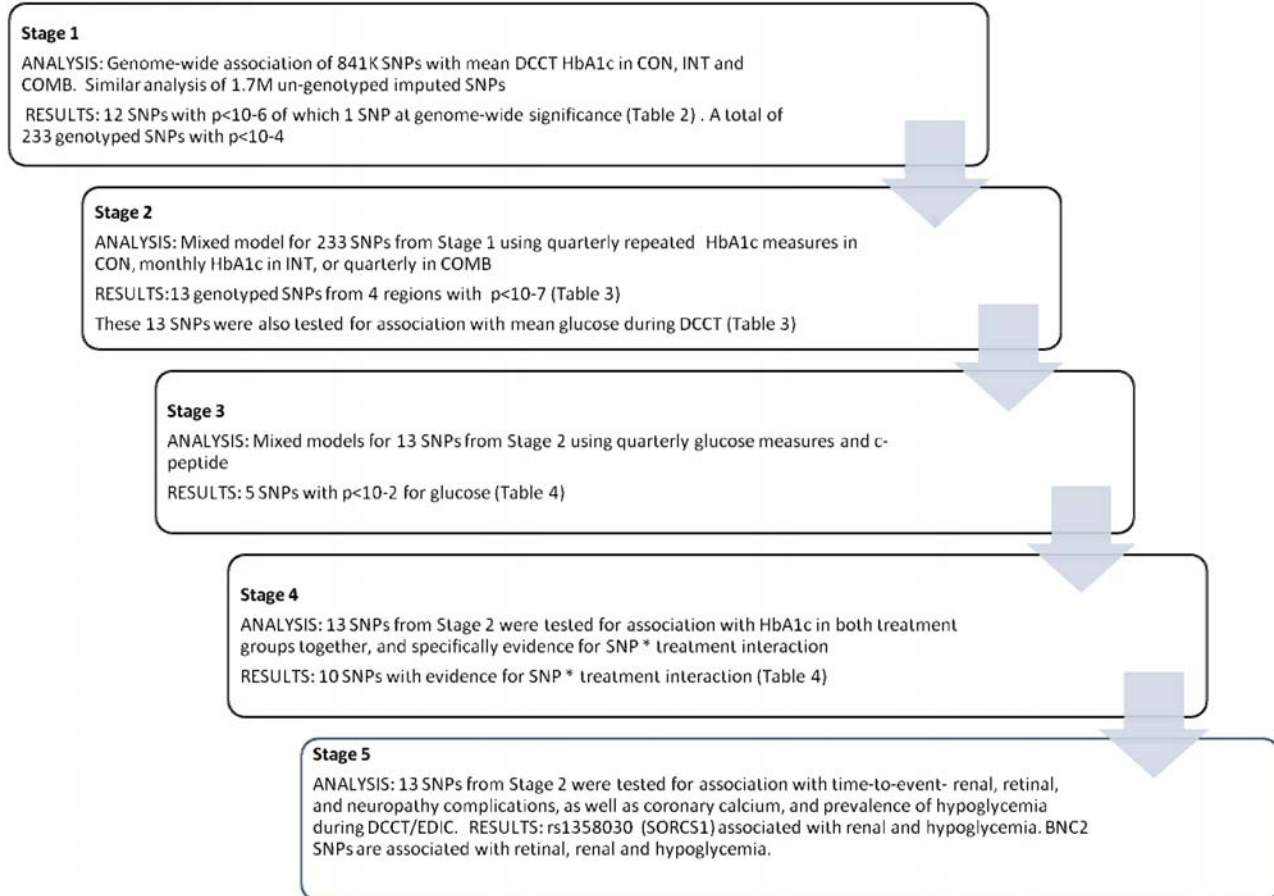 Stage 1
ANALYSIS: Genome-wide association of 841K SNPs with mean DCCT HbA1c in CON, INT and
COMB. Similar analysis of 1.7M un-genotyped imputed SNPs
RESULTS: 12 SNPs with p<10-6 of which 1 SNP at genome-wide significance (Table 2) . A total of
233 genotyped SNPs with p<10-4
Stage 2
ANALYSIS: Mixed model for 233 SNPs from Stage 1 using quarterly repeated HbA1c measures in
CON, monthly HbA1c in INT, or quarterly in COMB
RESULTS:13 genotyped SNPs from 4 regions with p<10-7 (Table 3)
These 13 SNPs were also tested for association with mean glucose during DCCT (Table 3)
Stage 3
ANALYSIS: Mixed models for 13 SNPs from Stage 2 using quarterly glucose measures and c-
peptide
RESULTS: 5 SNPs with p<10-2 for glucose (Table 4)
Stage 4
ANALYSIS: 13 SNPs from Stage 2 were tested for association with HbA1c in both treatment
groups together, and specifically evidence for SNP * treatment interaction
RESULTS: 10 SNPs with evidence for SNP * treatment interaction (Table 4)
Stage 5
ANALYSIS: 13 SNPs from Stage 2 were tested for association with time-to-event- renal, retinal,
and neuropathy complications, as well as coronary calcium, and prevalence of hypoglycemia
during DCCT/EDIC. RESULTS: rs1358030 (SORCS1) associated with renal and hypoglycemia. BNC2
SNPs are associated with retinal, renal and hypoglycemia.